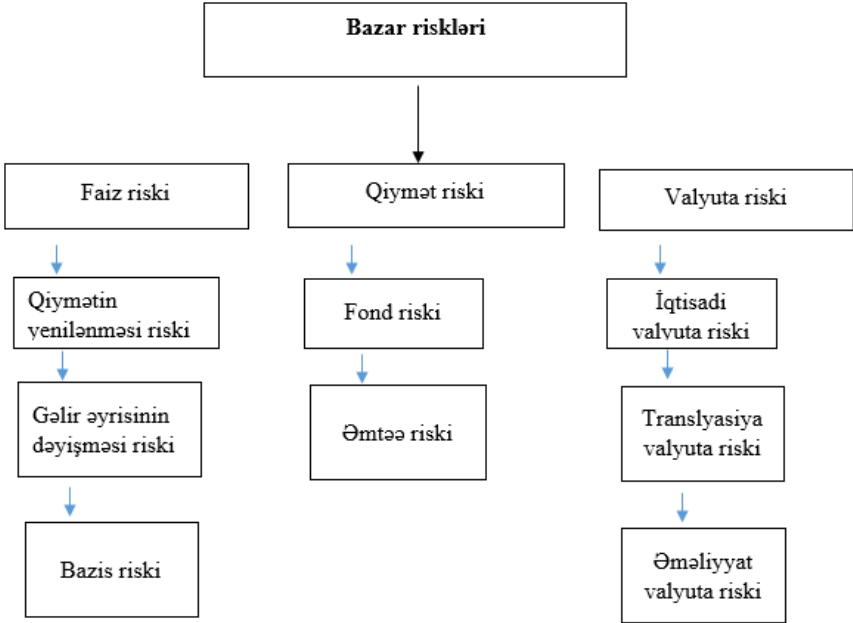 Bazar riskləri
Faiz riski
Qiymət riski
Valyuta riski
Qiymətin
yenilənməsi riski
Fond riski
İqtisadi
valyuta riski
Gəlir əyrisinin
dəyişməsi riski
Əmtəə riski
Translyasiya
valyuta riski
Bazis riski
Əməliyyat
valyuta riski